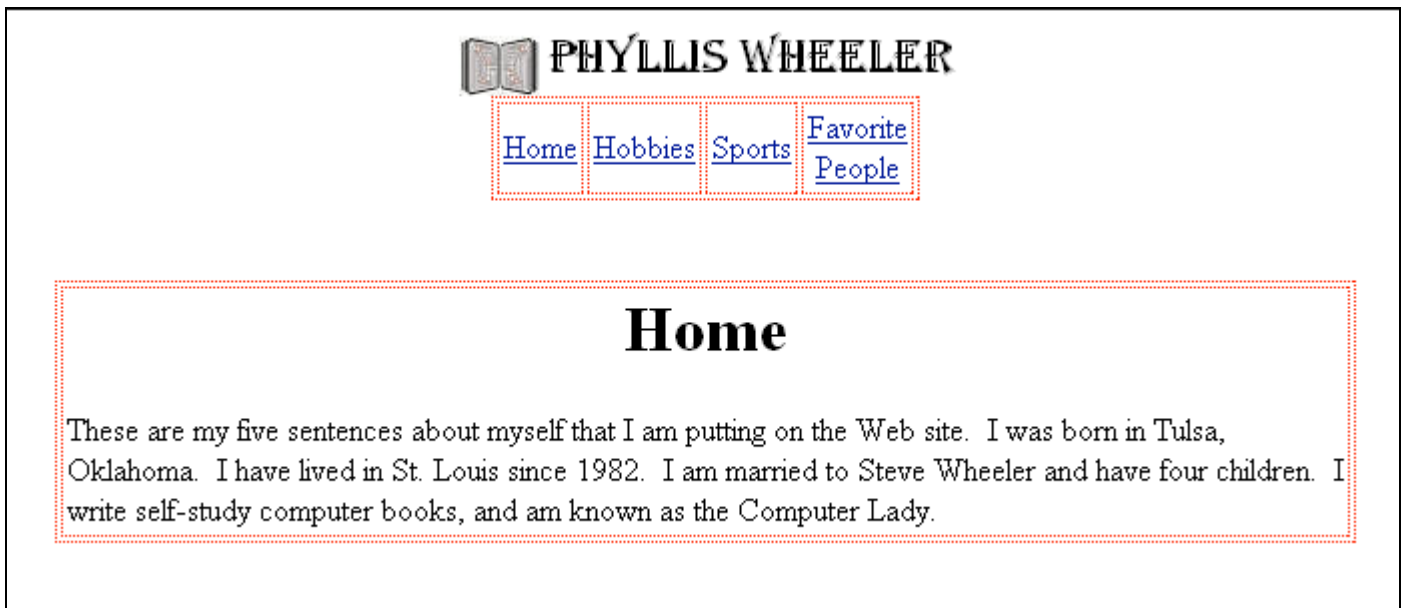 PHYLLIS WHEELER
Home Hobbies Sports Favorite People
Home
These are my five sentences about myself that I am putting on the Web site.  I was born in Tulsa,
Oklahoma.  I have lived in St. Louis since 1982.  I am married to Steve Wheeler and have four children.  I
write self-study computer books, and am known as the Computer Lady.